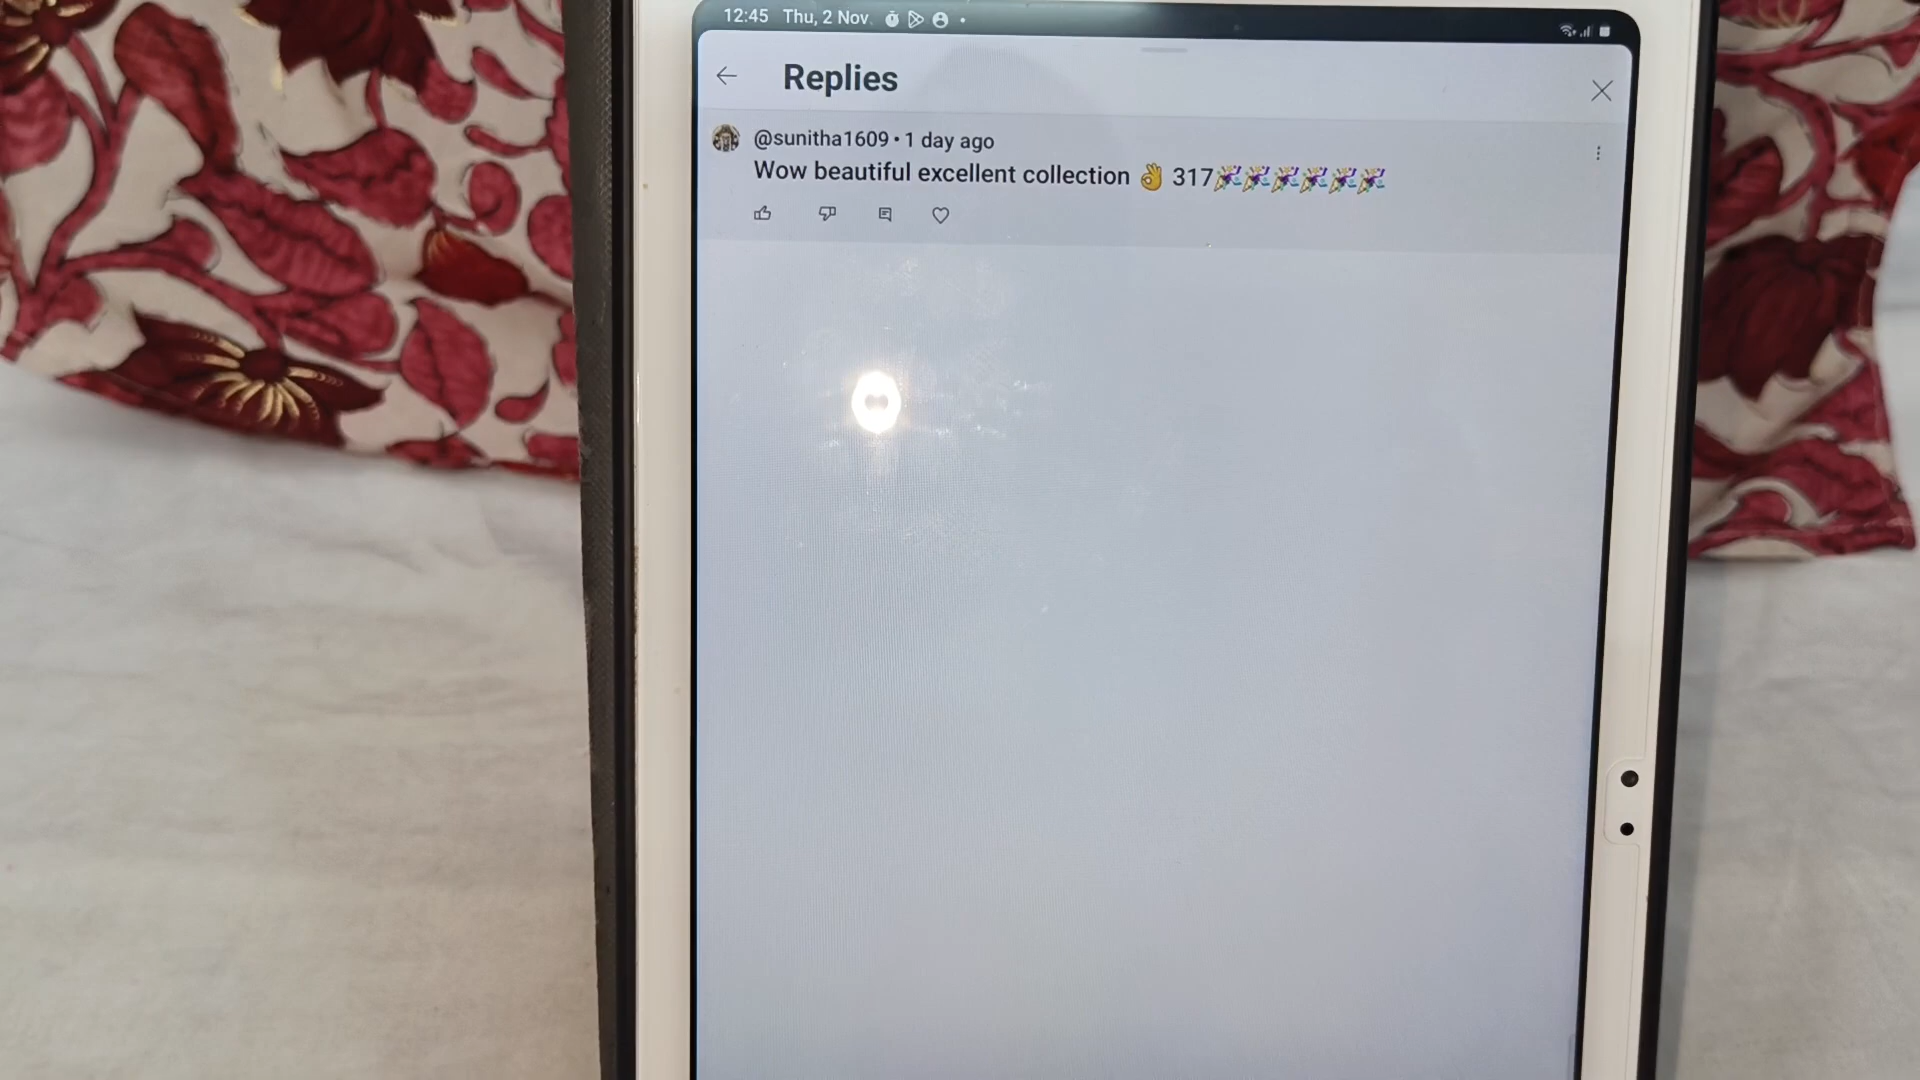 12:45 Thu, 2 Nov
Replies
@sunitha1609 • 1 day ago
Wow beautiful excellent collection 👌 317🎉🎉🎉🎉🎉🎉